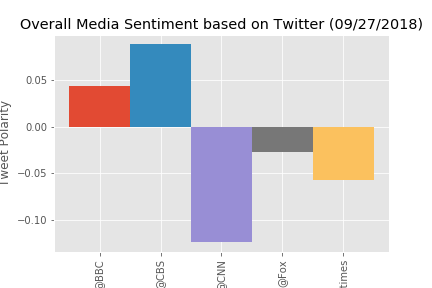 Overall Media Sentiment based on Twitter (09/27/2018)
Tweet Polarity
0.05
0.00
−0.05
−0.10
@BBC
@CBS
@CNN
@Fox
times